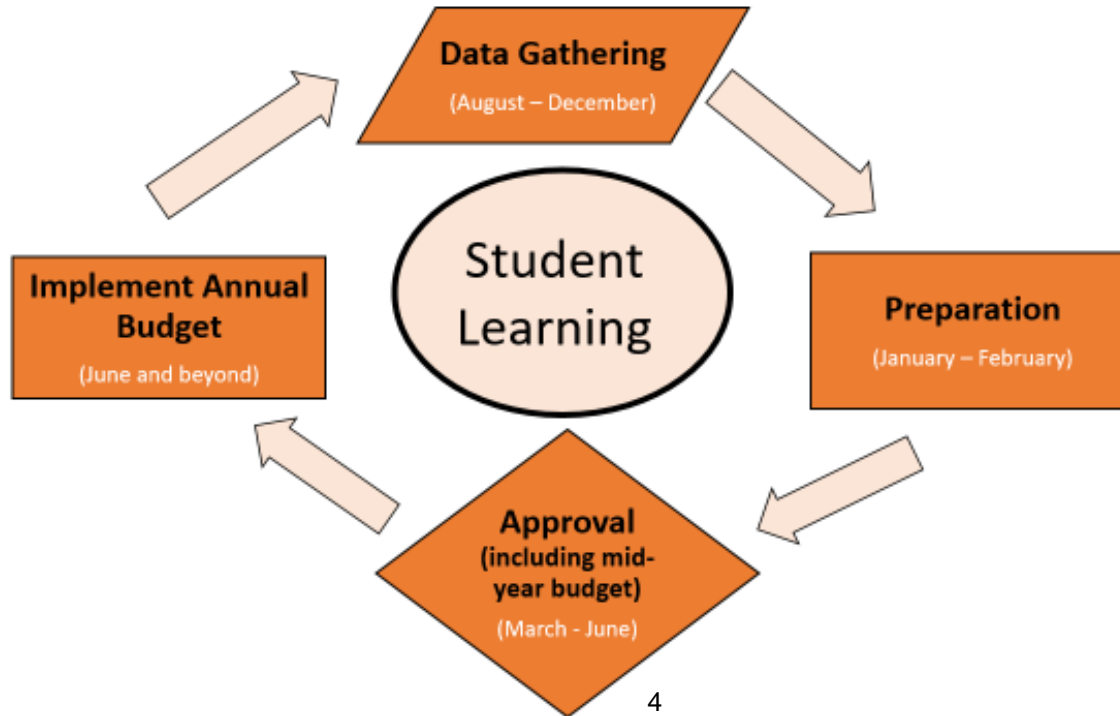 Data Gathering
(August – December)
Student
Learning
Implement Annual
Budget
(June and beyond)
Preparation
(January – February)
Approval
(including mid-
year budget)
(March - June)
4